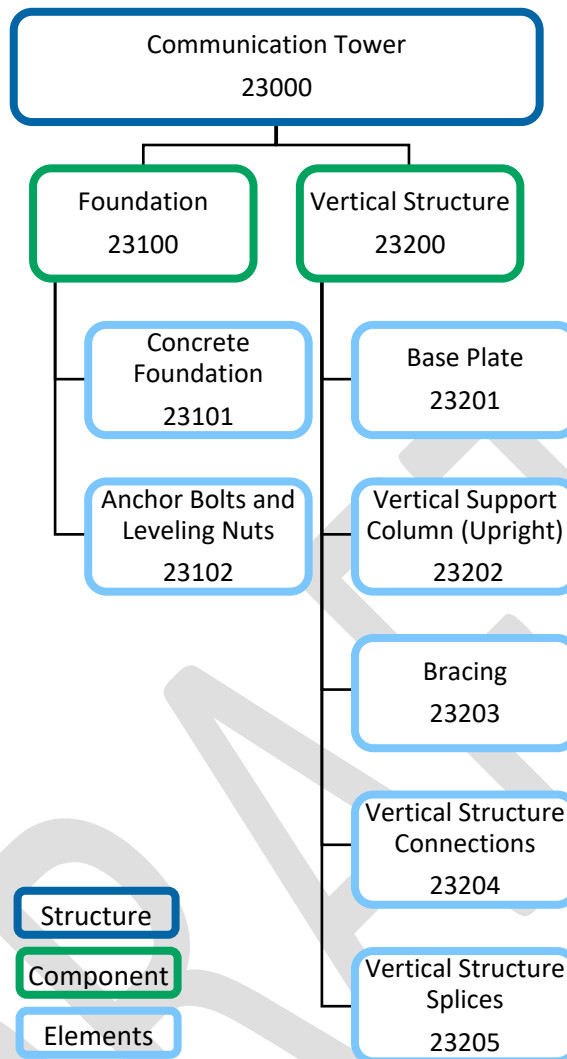 Communication Tower
23000
Foundation
23100
Vertical Structure
23200
Concrete
Foundation
23101
Base Plate
23201
Anchor Bolts and
Leveling Nuts
23102
Vertical Support
Column (Upright)
23202
Bracing
23203
Vertical Structure
Connections
23204
Vertical Structure
Splices
23205
Structure
Component
Elements